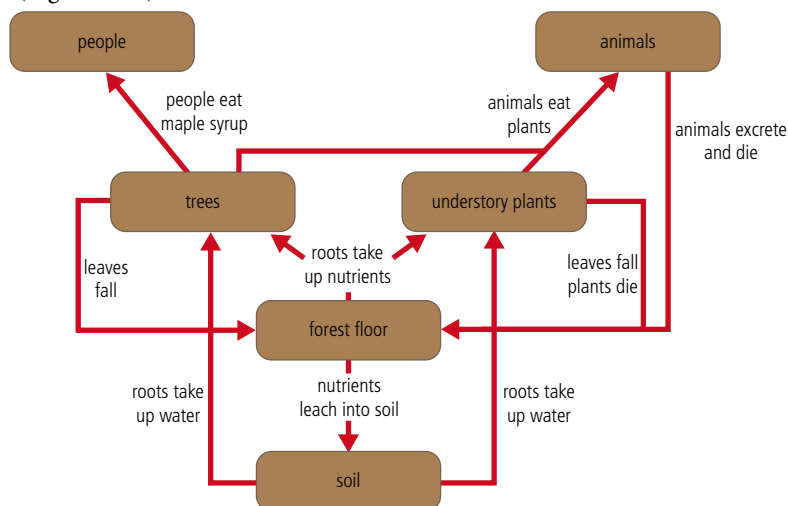 people
animals
people eat
maple syrup
animals eat
plants
animals excrete
and die
trees
understory plants
roots take
up nutrients
leaves
fall
leaves fall
plants die
forest floor
nutrients
leach into soil
roots take
up water
roots take
up water
soil